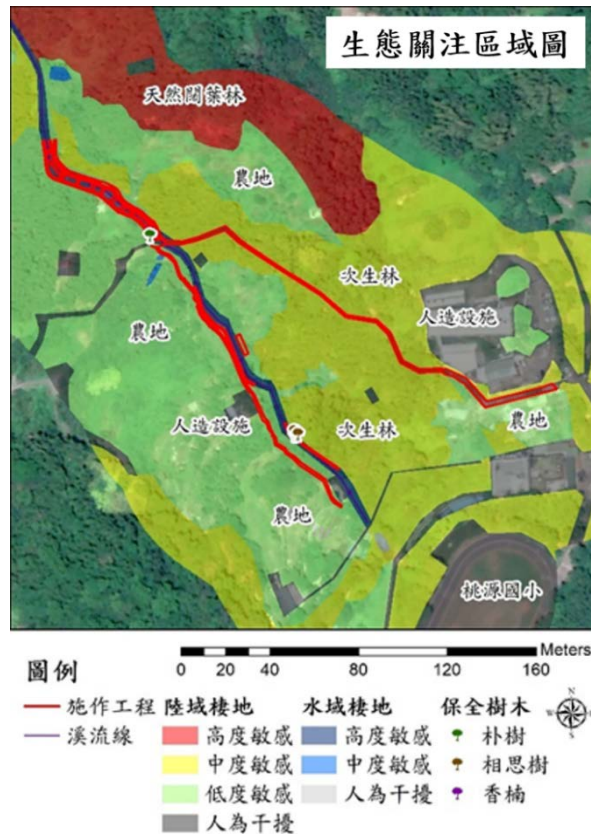 生態關注區域圖
天然闊葉林
農地
次生林
人造設施
農地
人造設施
次生林
農地
農地
桃源國小
Meters
0 10 20 40 80 120 160
圖例
N
W E
S
施作工程 陸域棲地 水域棲地 保全樹木
溪流線 高度敏感 高度敏感 朴樹
中度敏感 中度敏感 相思樹
低度敏感 人為干擾 香楠
人為干擾